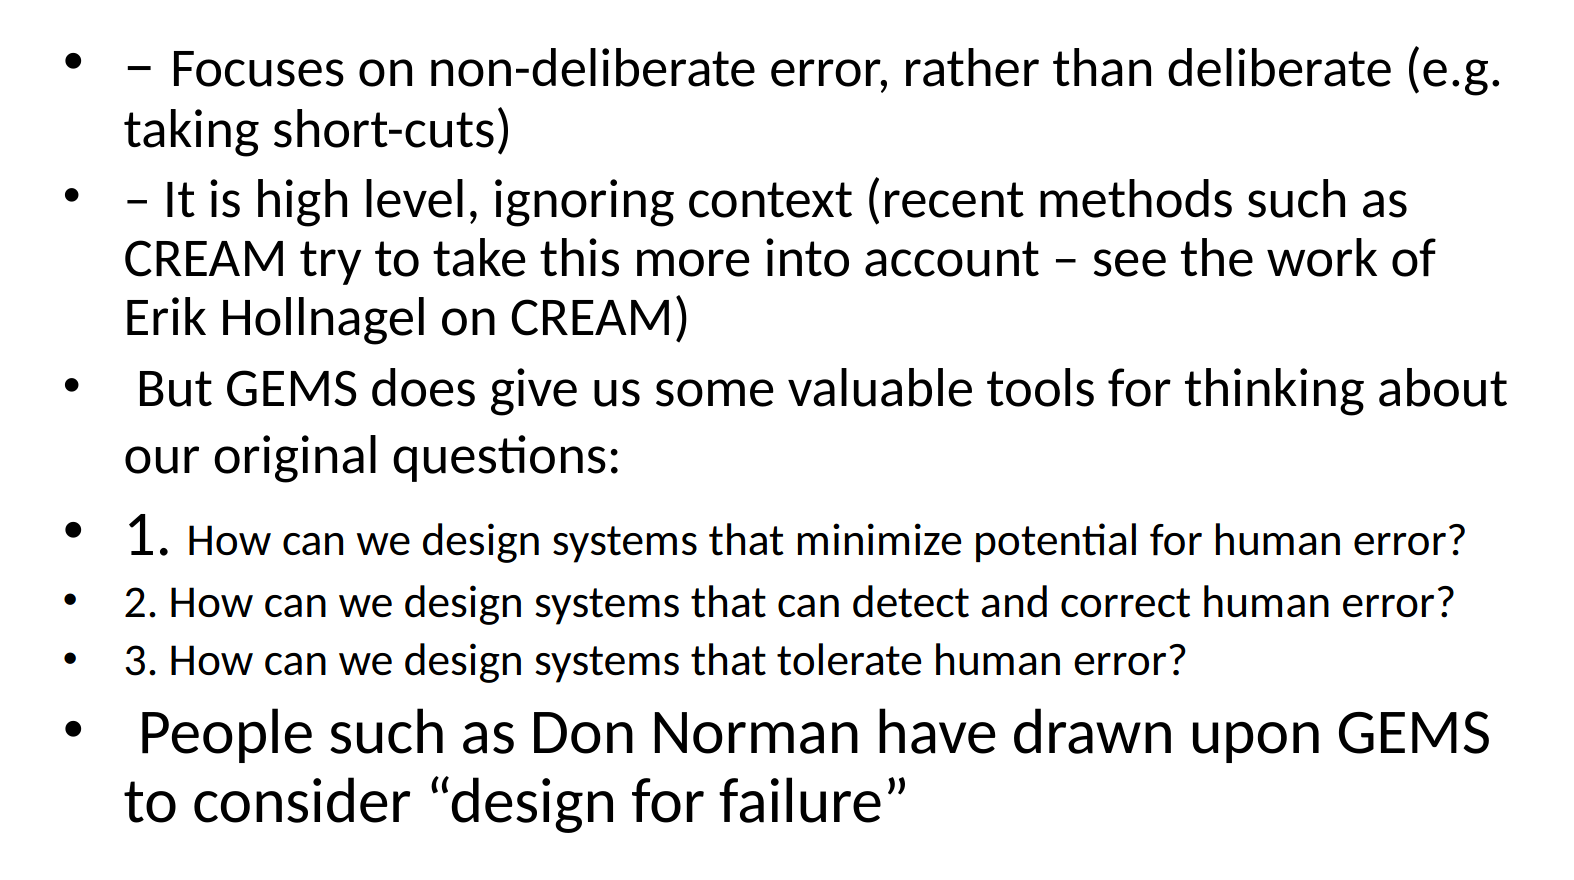 • – Focuses on non-deliberate error, rather than deliberate (e.g.
taking short-cuts)
• – It is high level, ignoring context (recent methods such as
CREAM try to take this more into account – see the work of
Erik Hollnagel on CREAM)
• But GEMS does give us some valuable tools for thinking about
our original questions:
• 1. How can we design systems that minimize potential for human error?
• 2. How can we design systems that can detect and correct human error?
• 3. How can we design systems that tolerate human error?
• People such as Don Norman have drawn upon GEMS
to consider “design for failure”